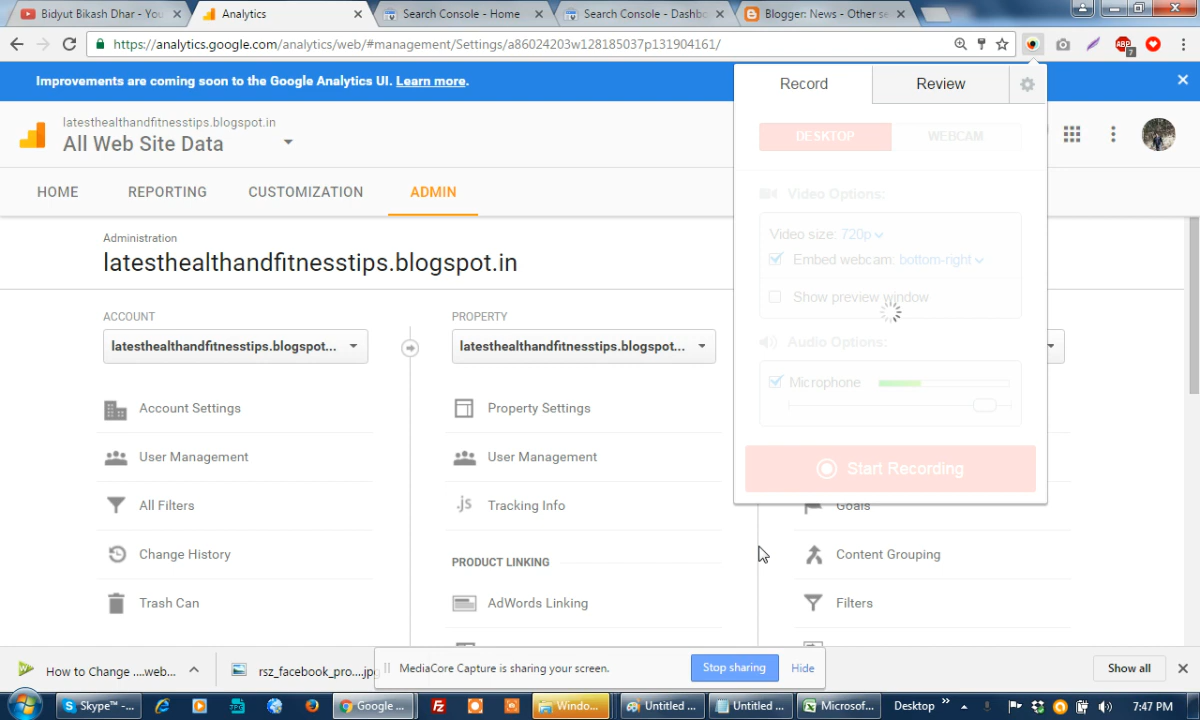 Bidyut Bikash Dhar - You
Analytics
Search Console - Home
Search Console - Dashb
Blogger: News - Other se
https://analytics.google.com/analytics/web/#management/Settings/a86024203w128185037p131904161/
ABP
7
Improvements are coming soon to the Google Analytics UI. Learn more.
Record
Review
latesthealthandfitnesstips.blogspot.in
All Web Site Data
DESKTOP
WEBCAM
HOME
REPORTING
CUSTOMIZATION
ADMIN
Video Options:
Video size: 720p
Embed webcam: bottom-right
Show preview window
Administration
latesthealthandfitnesstips.blogspot.in
ACCOUNT
PROPERTY
latesthealthandfitnesstips.blogspot...
latesthealthandfitnesstips.blogspot...
Audio Options:
Microphone
Start Recording
Account Settings
Property Settings
User Management
User Management
All Filters
.js Tracking Info
Goals
Change History
PRODUCT LINKING
Content Grouping
Trash Can
AdWords Linking
Filters
How to Change ....web...
rsz_facebook_pro....jpg
MediaCore Capture is sharing your screen.
Stop sharing
Hide
Show all
Skype™ -...
Google ...
Windo...
Untitled ...
Untitled ...
Microsof...
Desktop
7:47 PM